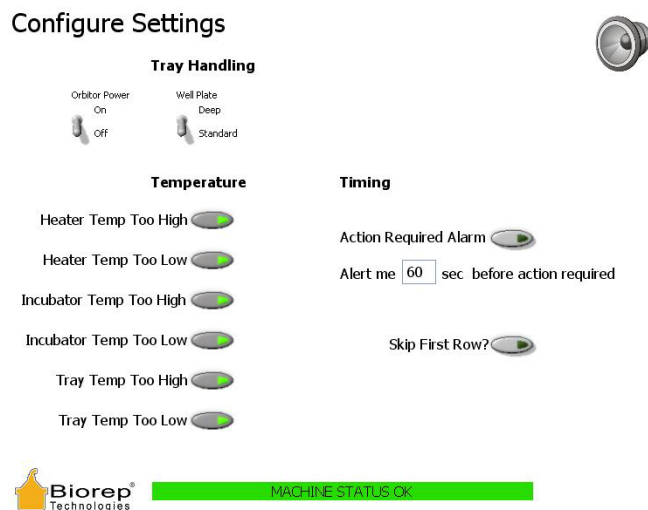 Configure Settings
Tray Handling
Orbitor Power
On
Off
Well Plate
Deep
Standard
Temperature
Heater Temp Too High
Heater Temp Too Low
Incubator Temp Too High
Incubator Temp Too Low
Tray Temp Too High
Tray Temp Too Low
Timing
Action Required Alarm
Alert me 60 sec before action required
Skip First Row?
Biorep®
Technologies
MACHINE STATUS OK